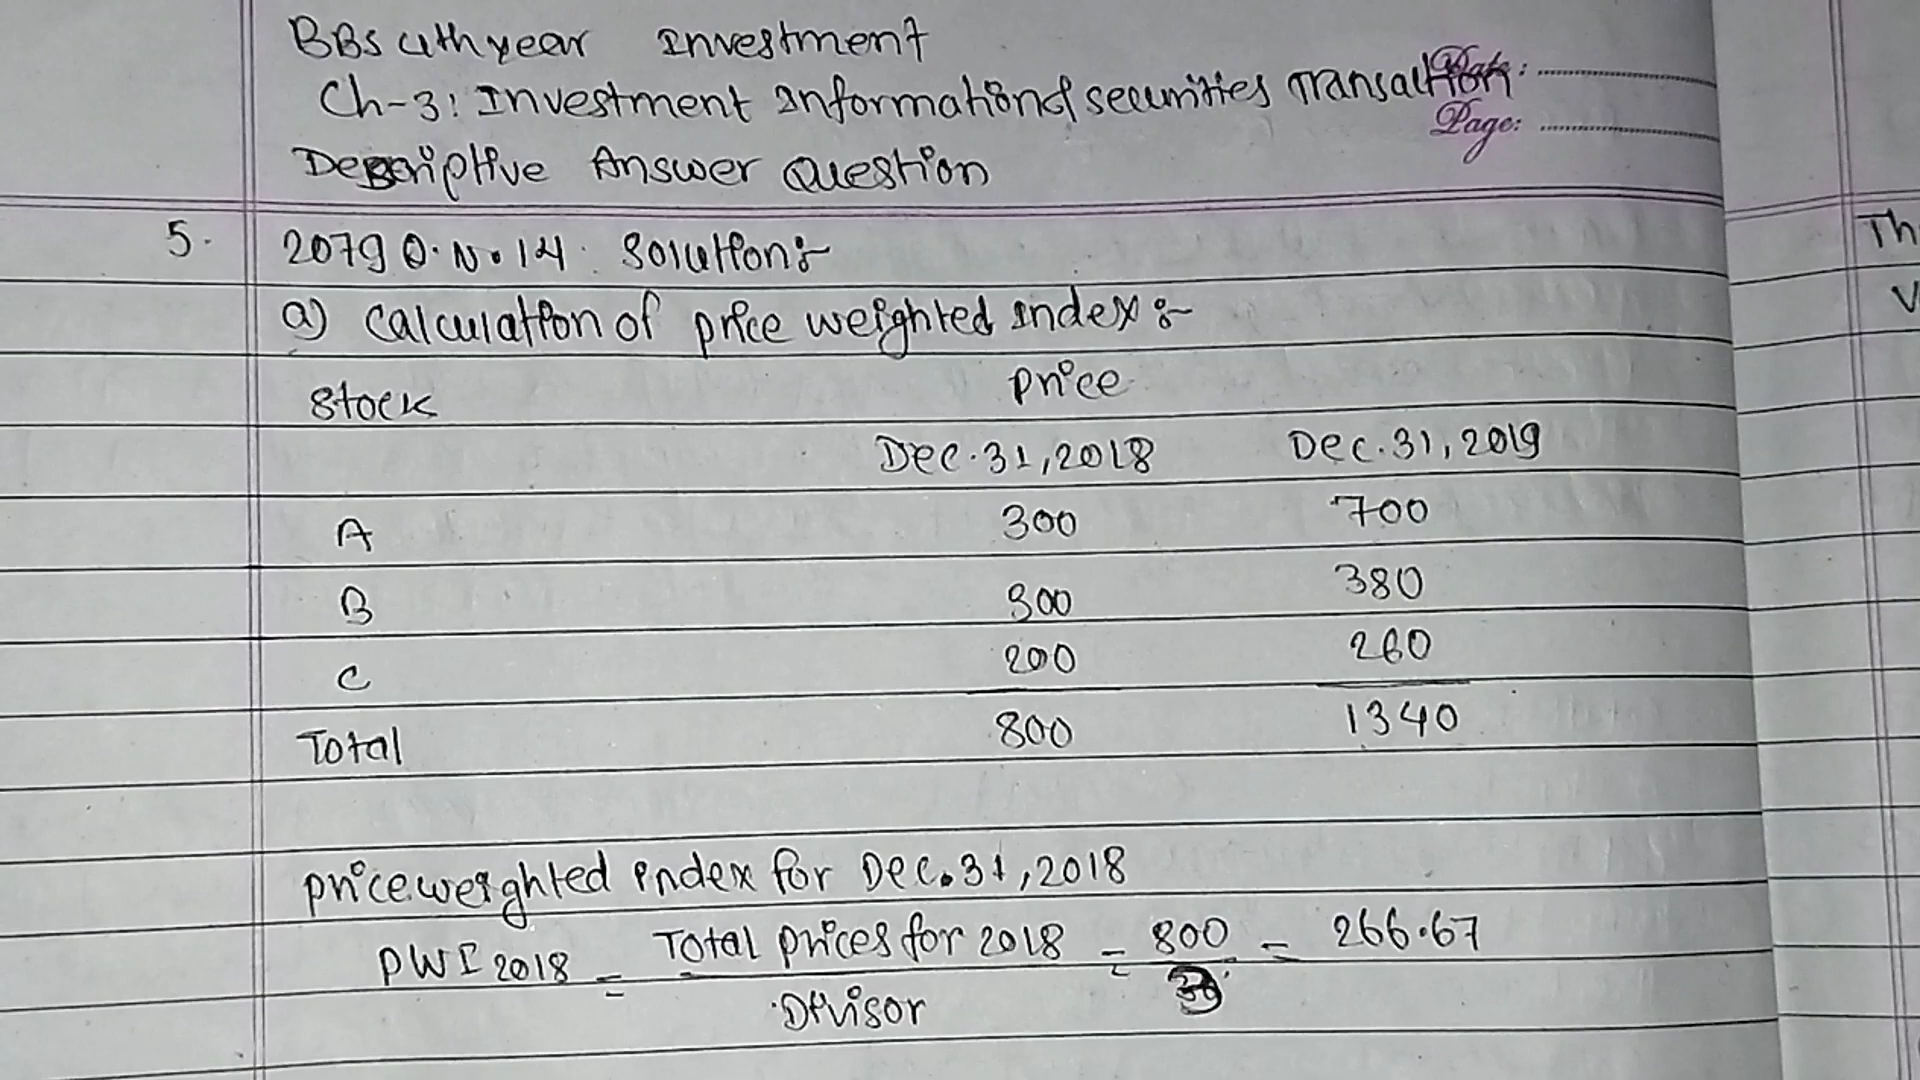 BBS 4th year Investment
Ch-3: Investment Information & securities Transaction
Date:
Page:
Descriptive Answer Question
5. 2079 Q.N.14. Solution:-
a) Calculation of price weighted Index:-
Stock Price
Dec.31,2018 Dec.31,2019
A 300 700
B 300 380
C 200 260
Total 800 1340
price weighted index for Dec.31,2018
PWI 2018 = Total prices for 2018 = 800 = 266.67
Divisor 3
Th
V